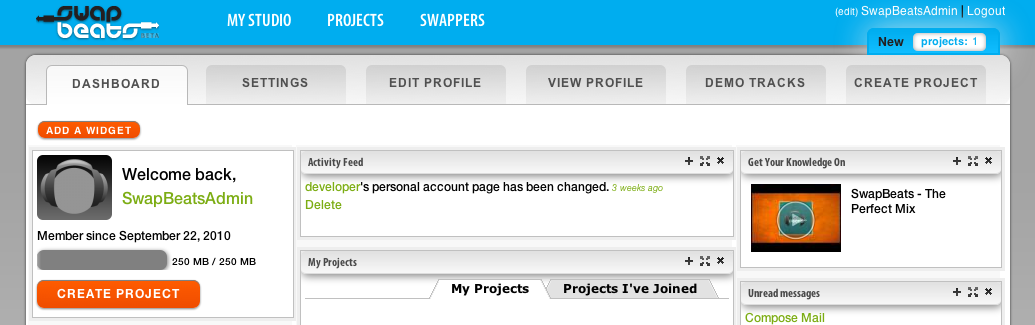 swap
beats BETA
MY STUDIO PROJECTS SWAPPERS
(edit) SwapBeatsAdmin | Logout
New projects: 1
DASHBOARD SETTINGS EDIT PROFILE VIEW PROFILE DEMO TRACKS CREATE PROJECT
ADD A WIDGET
Welcome back,
SwapBeatsAdmin
Member since September 22, 2010
250 MB / 250 MB
CREATE PROJECT
Activity Feed
developer's personal account page has been changed. 3 weeks ago
Delete
My Projects
My Projects Projects I've Joined
Get Your Knowledge On
SwapBeats - The
Perfect Mix
Unread messages
Compose Mail